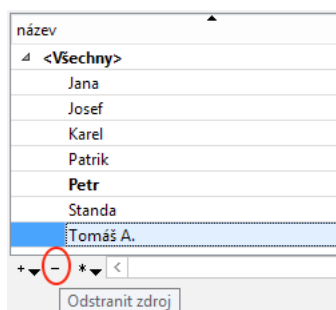 název
<Všechny>
Jana
Josef
Karel
Patrik
Petr
Standa
Tomáš A.
+ − * <
Odstranit zdroj